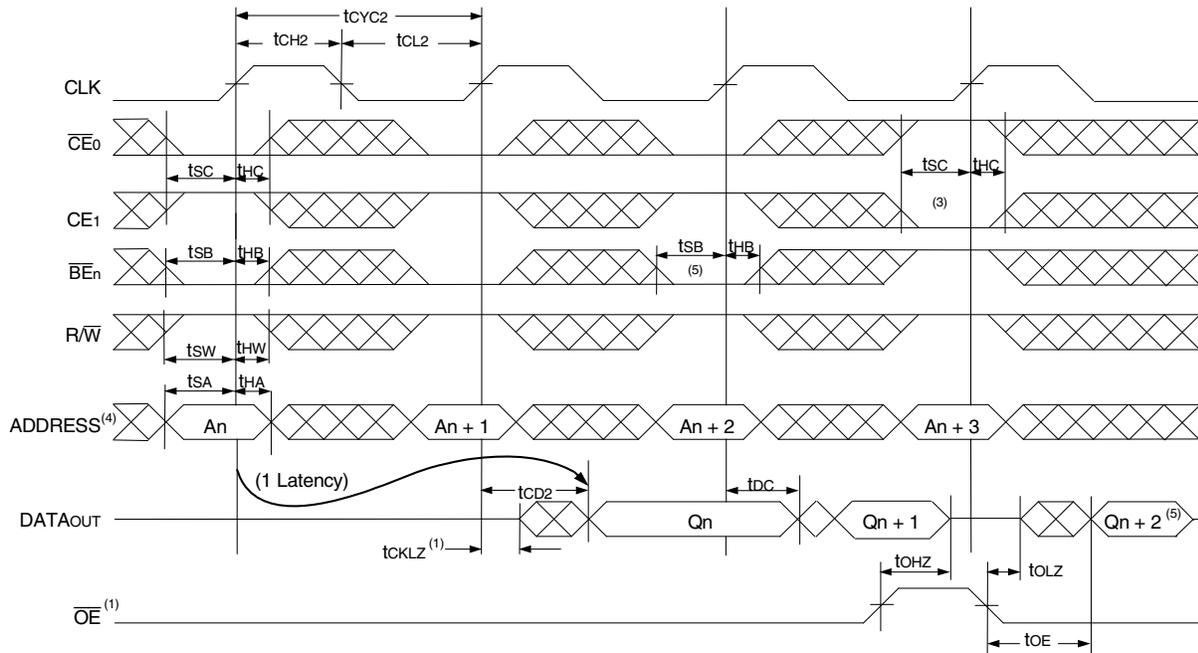 tCYC2
tCH2 tCL2
CLK
CE0
tSC tHC tSC tHC
CE1 (3)
tSB tHB tSB tHB
BEn (5)
R/W
tSW tHW
tSA tHA
ADDRESS(4) An An + 1 An + 2 An + 3
(1 Latency) tCD2 tDC
DATAOUT Qn Qn + 1 Qn + 2 (5)
tCKLZ (1)
tOHZ tOLZ
OE (1)
tOE